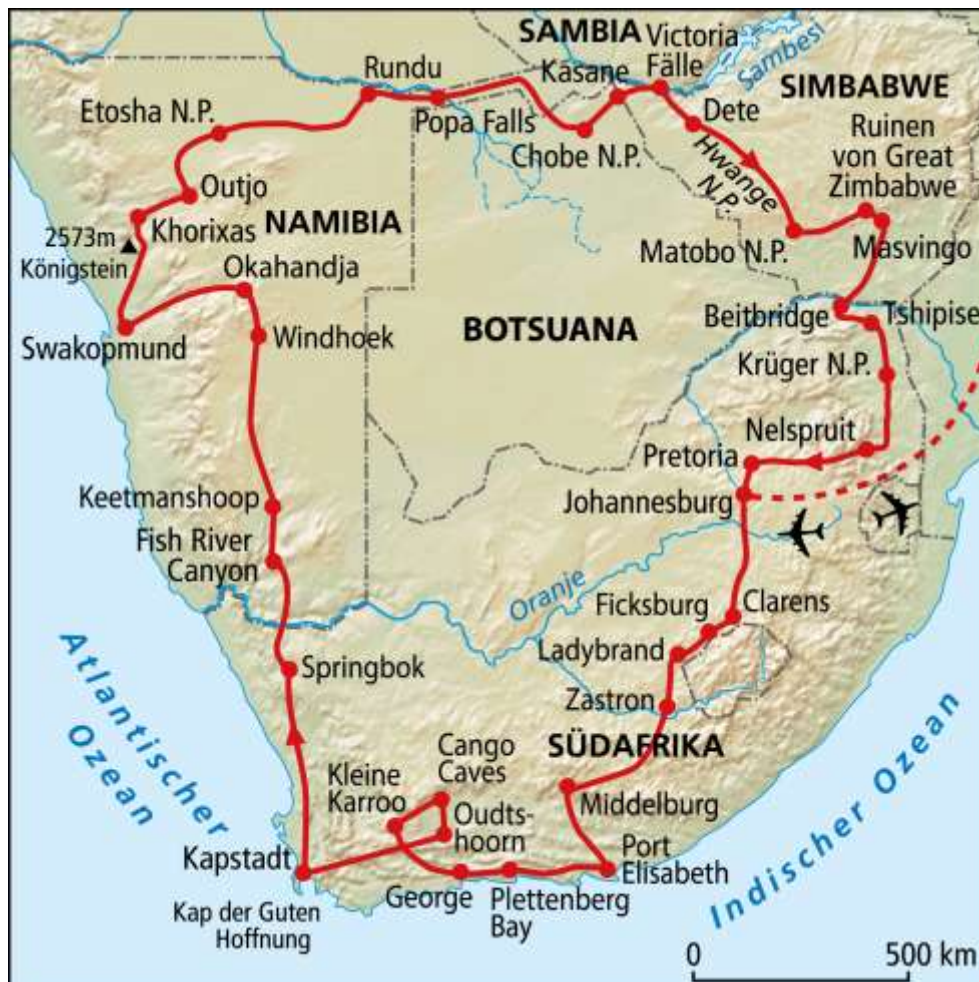 SAMBIA
Victoria
Fälle
Sambesi
Rundu
Kasane
SIMBABWE
Etosha N.P.
Popa Falls
Dete
Chobe N.P.
Hwange
N.P.
Ruinen
von Great
Zimbabwe
Outjo
NAMIBIA
Khorixas
2573m
Königstein
Matobo N.P.
Masvingo
Okahandja
Swakopmund
Windhoek
BOTSUANA
Beitbridge
Tshipise
Krüger N.P.
Nelspruit
Pretoria
Keetmanshoop
Johannesburg
Fish River
Canyon
Oranje
Ficksburg
Clarens
Ladybrand
Springbok
Zastron
Atlantischer
Ozean
SÜDAFRIKA
Cango
Caves
Kleine
Karroo
Oudts-
hoorn
Middelburg
Kapstadt
Port
Elisabeth
George
Plettenberg
Bay
Kap der Guten
Hoffnung
Indischer Ozean
0 500 km